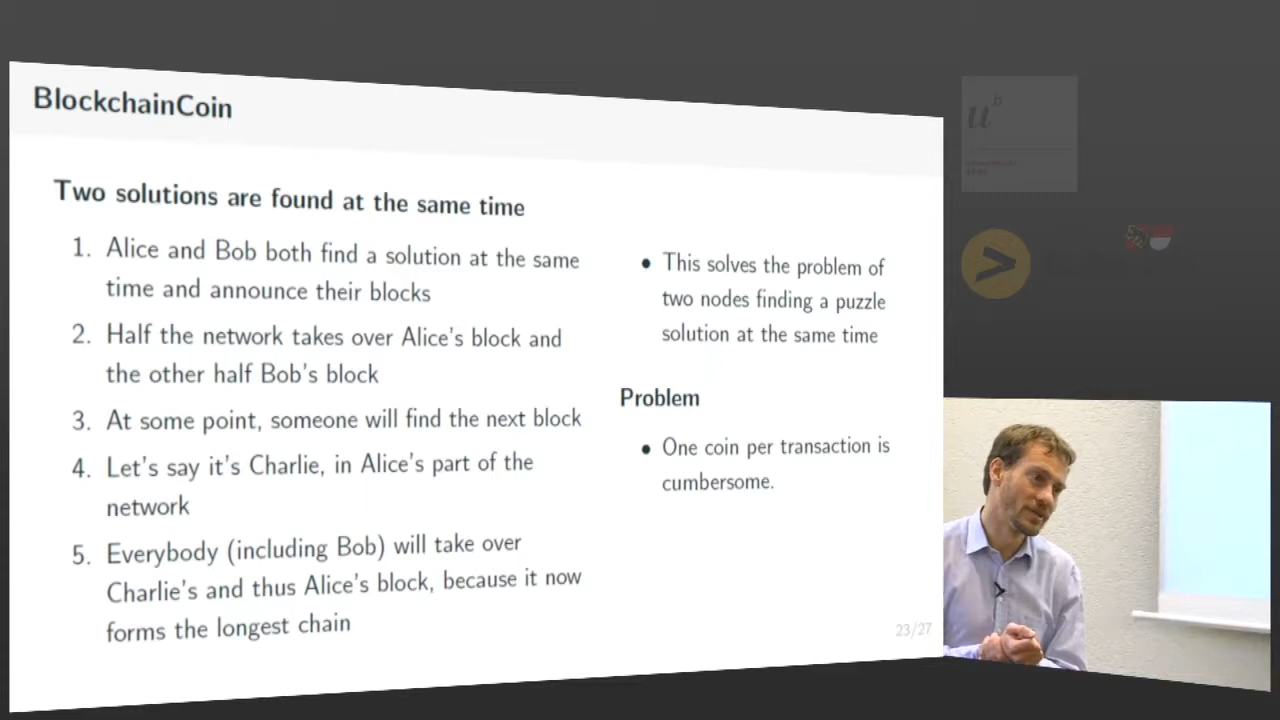 BlockchainCoin
Two solutions are found at the same time
1. Alice and Bob both find a solution at the same
time and announce their blocks
2. Half the network takes over Alice's block and
the other half Bob's block
3. At some point, someone will find the next block
4. Let's say it's Charlie, in Alice's part of the
network
5. Everybody (including Bob) will take over
Charlie's and thus Alice's block, because it now
forms the longest chain
• This solves the problem of
two nodes finding a puzzle
solution at the same time
Problem
• One coin per transaction is
cumbersome.
23/27
u b